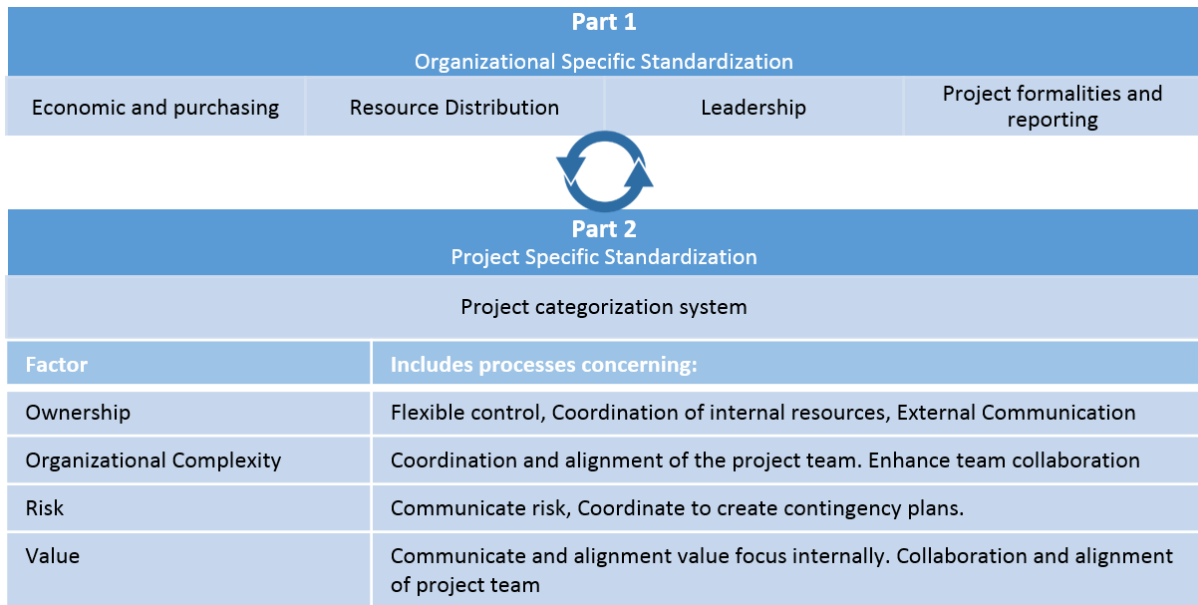 Part 1
Organizational Specific Standardization
Economic and purchasing
Resource Distribution
Leadership
Project formalities and
reporting
Part 2
Project Specific Standardization
Project categorization system
Factor
Includes processes concerning:
Ownership
Flexible control, Coordination of internal resources, External Communication
Organizational Complexity
Coordination and alignment of the project team. Enhance team collaboration
Risk
Communicate risk, Coordinate to create contingency plans.
Value
Communicate and alignment value focus internally. Collaboration and alignment
of project team